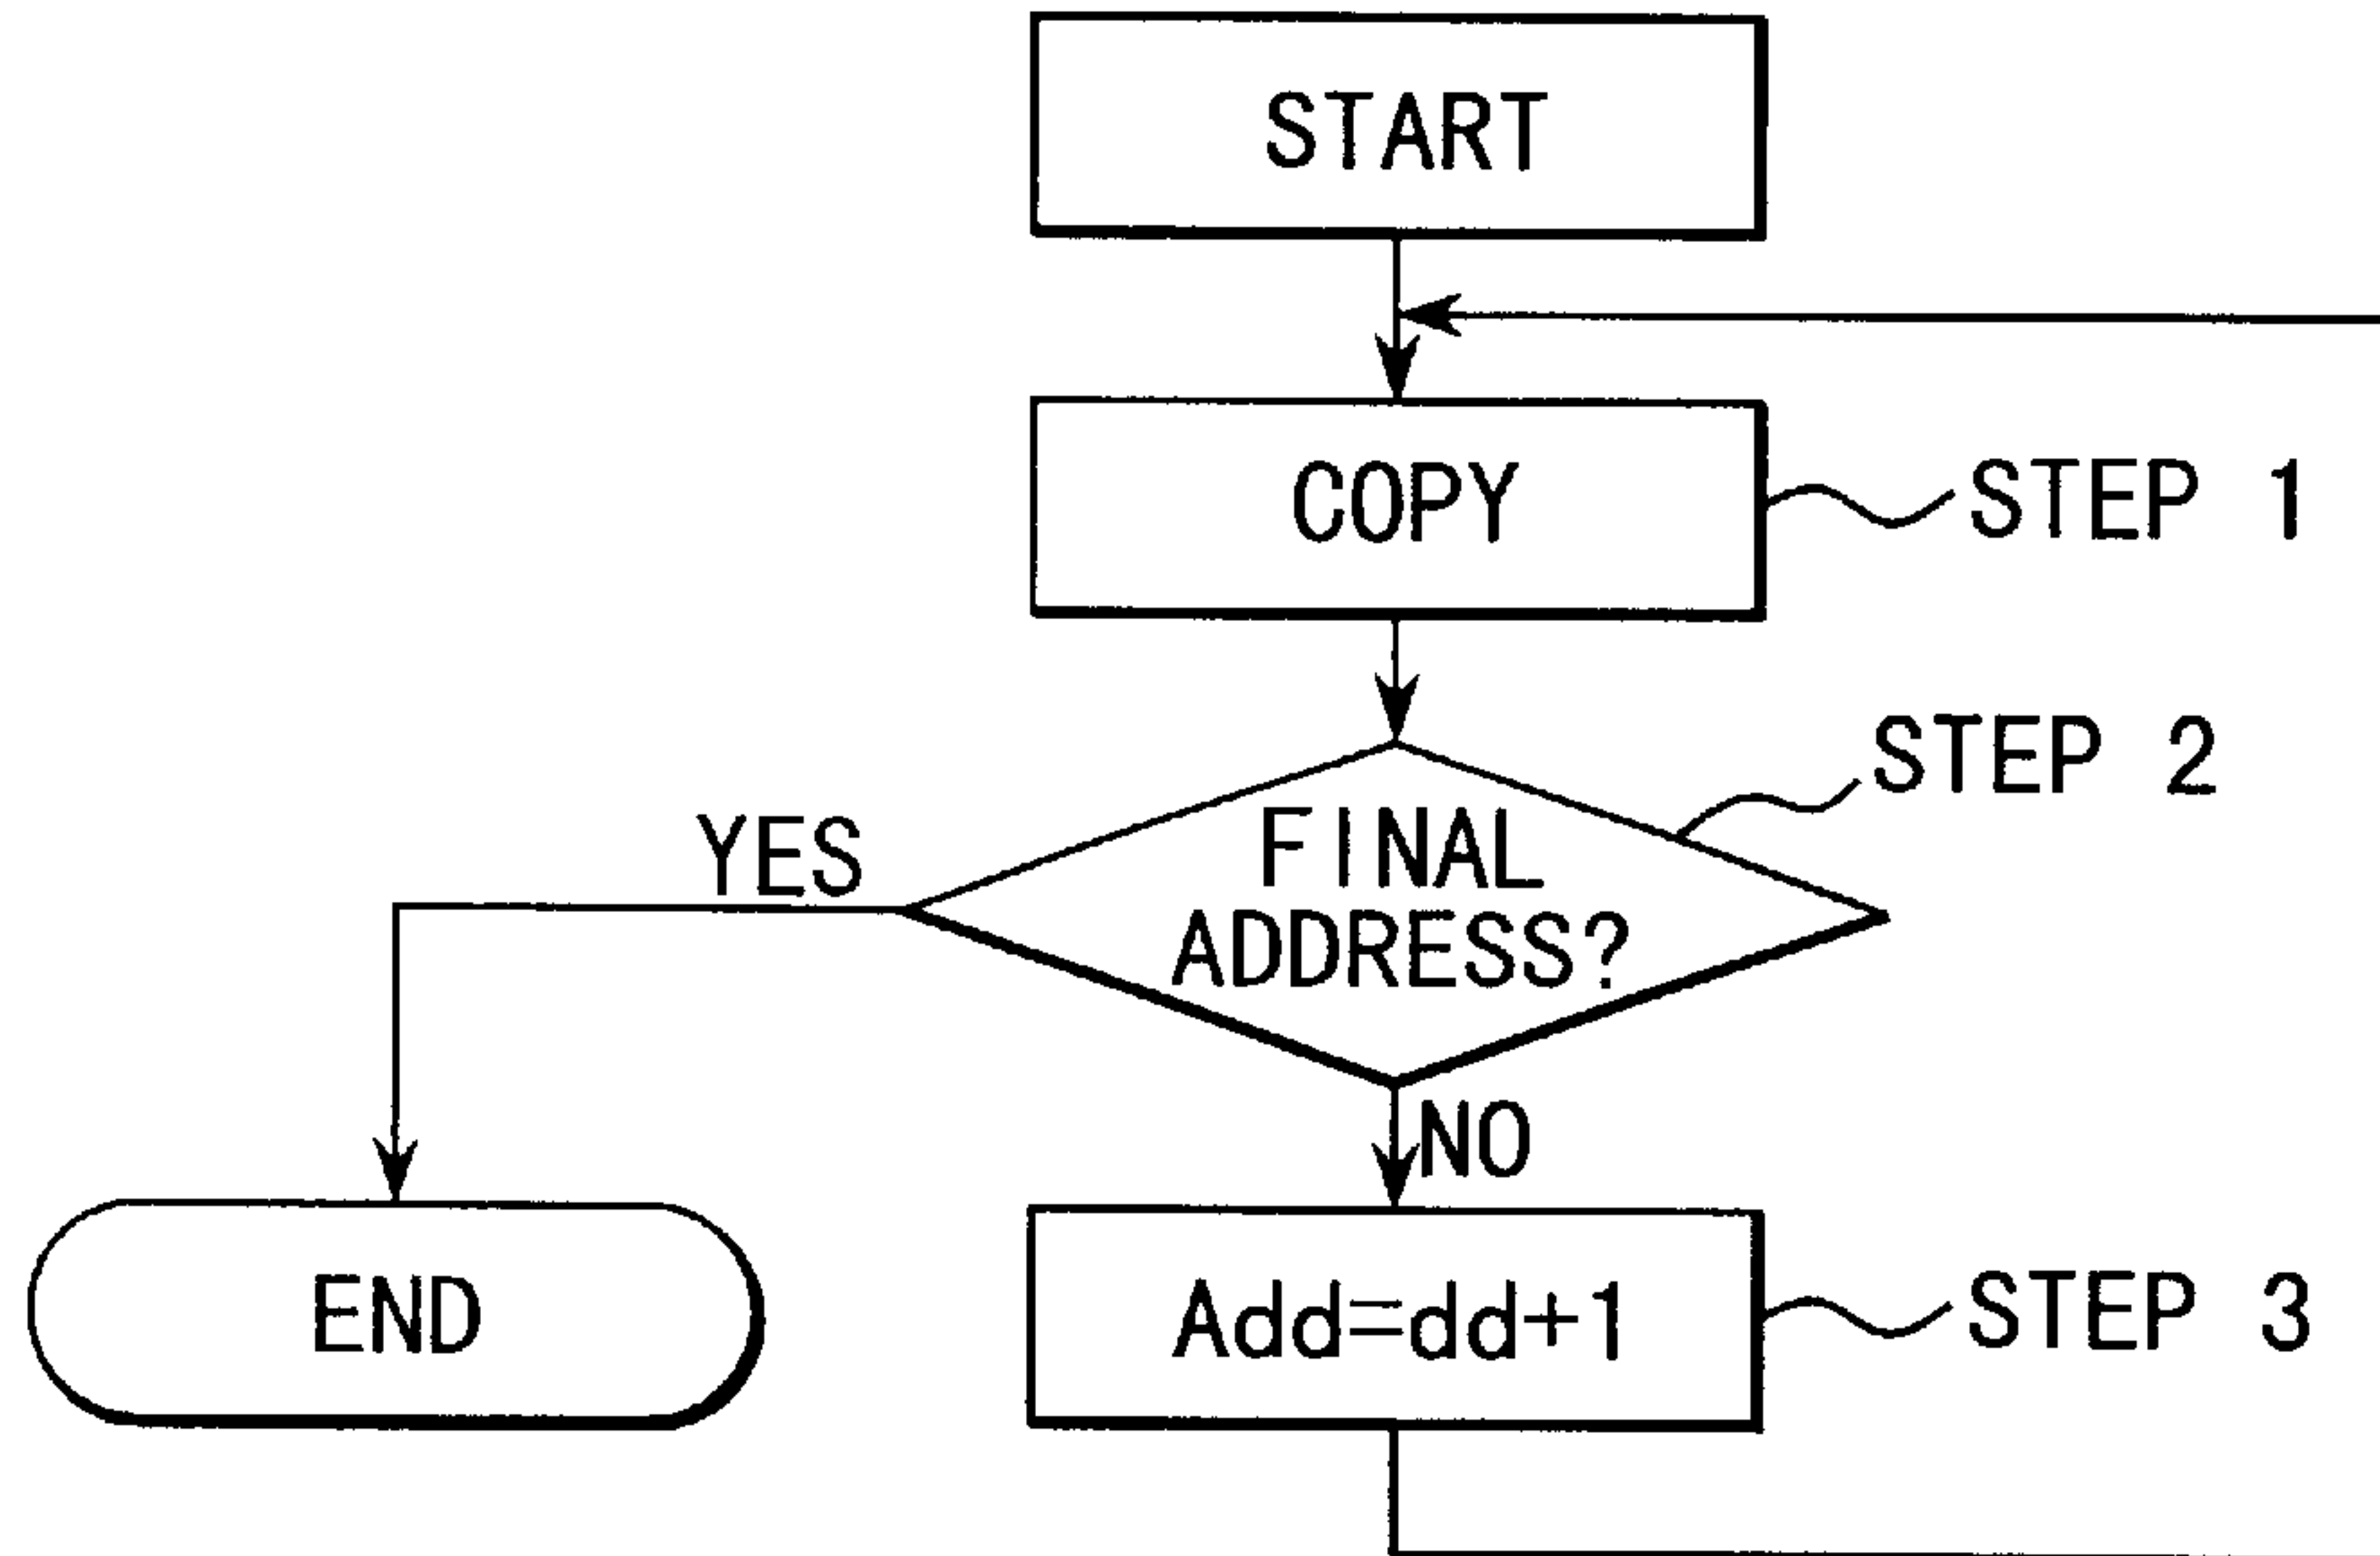 START
COPY
STEP 1
STEP 2
YES
FINAL
ADDRESS?
NO
END
Add=dd+1
STEP 3